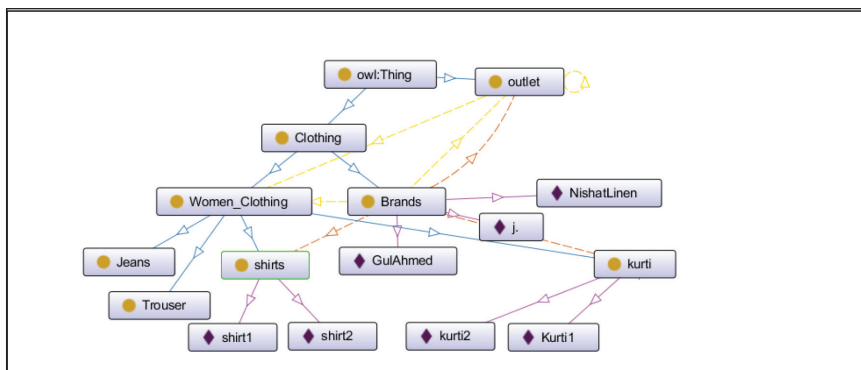 owl:Thing
outlet
Clothing
Women_Clothing
Brands
NishatLinen
j.
Jeans
shirts
GulAhmed
kurti
Trouser
shirt1
shirt2
kurti2
Kurti1